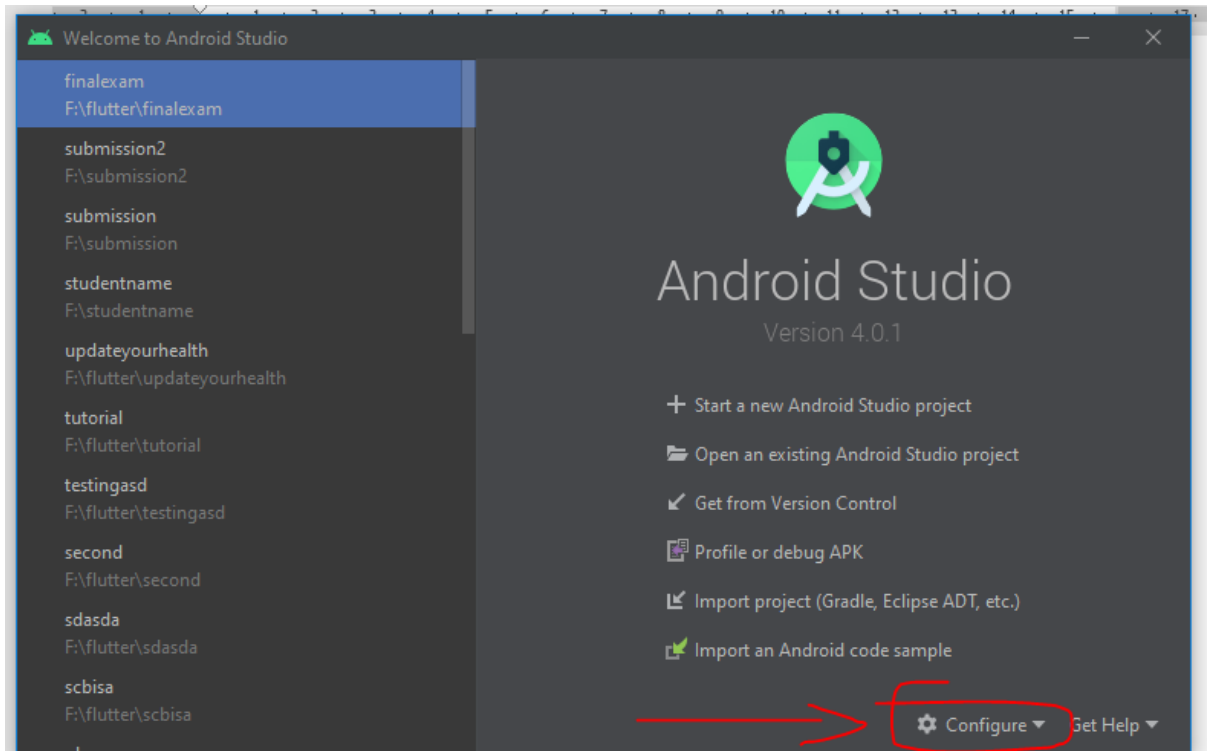 Welcome to Android Studio
finalexam
F:\flutter\finalexam
submission2
F:\submission2
submission
F:\submission
studentname
F:\studentname
updateyourhealth
F:\flutter\updateyourhealth
tutorial
F:\flutter\tutorial
testingasd
F:\flutter\testingasd
second
F:\flutter\second
sdasda
F:\flutter\sdasda
scbisa
F:\flutter\scbisa
Android Studio
Version 4.0.1
Start a new Android Studio project
Open an existing Android Studio project
Get from Version Control
Profile or debug APK
Import project (Gradle, Eclipse ADT, etc.)
Import an Android code sample
Configure
Get Help